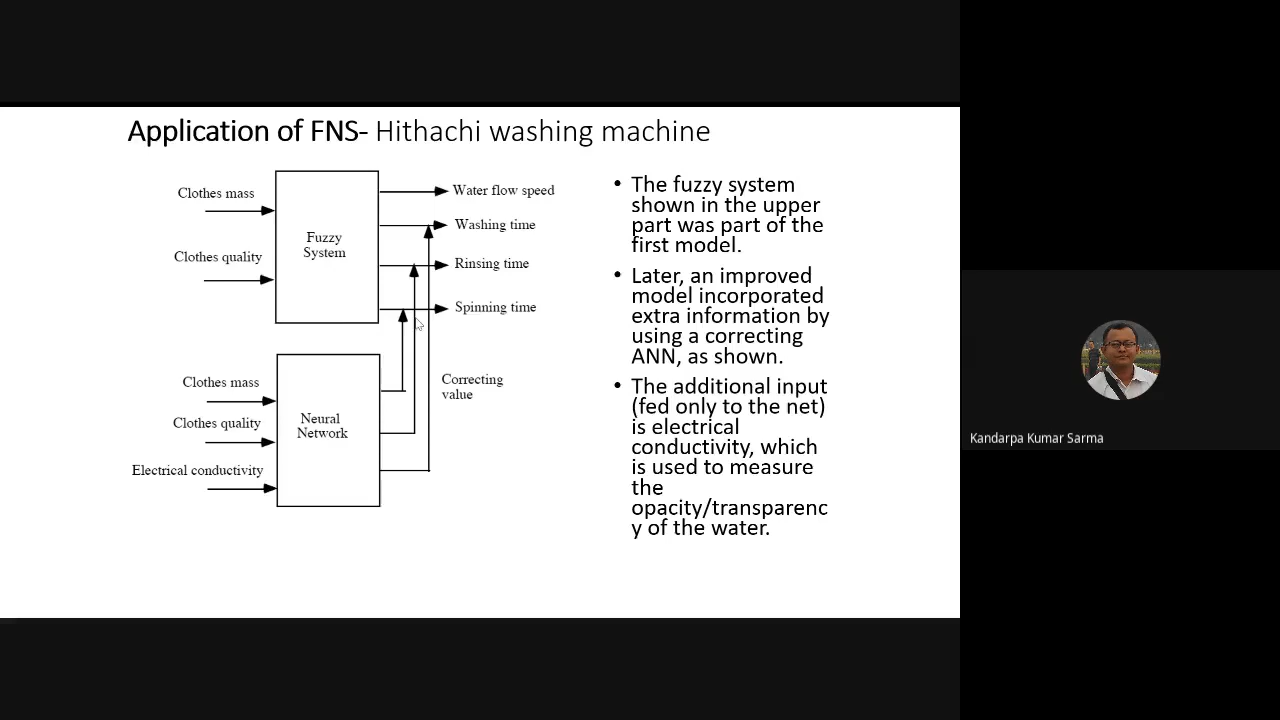 Application of FNS- Hithachi washing machine
Clothes mass
Clothes quality
Fuzzy
System
Water flow speed
Washing time
Rinsing time
Spinning time
Clothes mass
Clothes quality
Electrical conductivity
Neural
Network
Correcting
value
• The fuzzy system
shown in the upper
part was part of the
first model.
• Later, an improved
model incorporated
extra information by
using a correcting
ANN, as shown.
• The additional input
(fed only to the net)
is electrical
conductivity, which
is used to measure
the
opacity/transparenc
y of the water.
Kandarpa Kumar Sarma